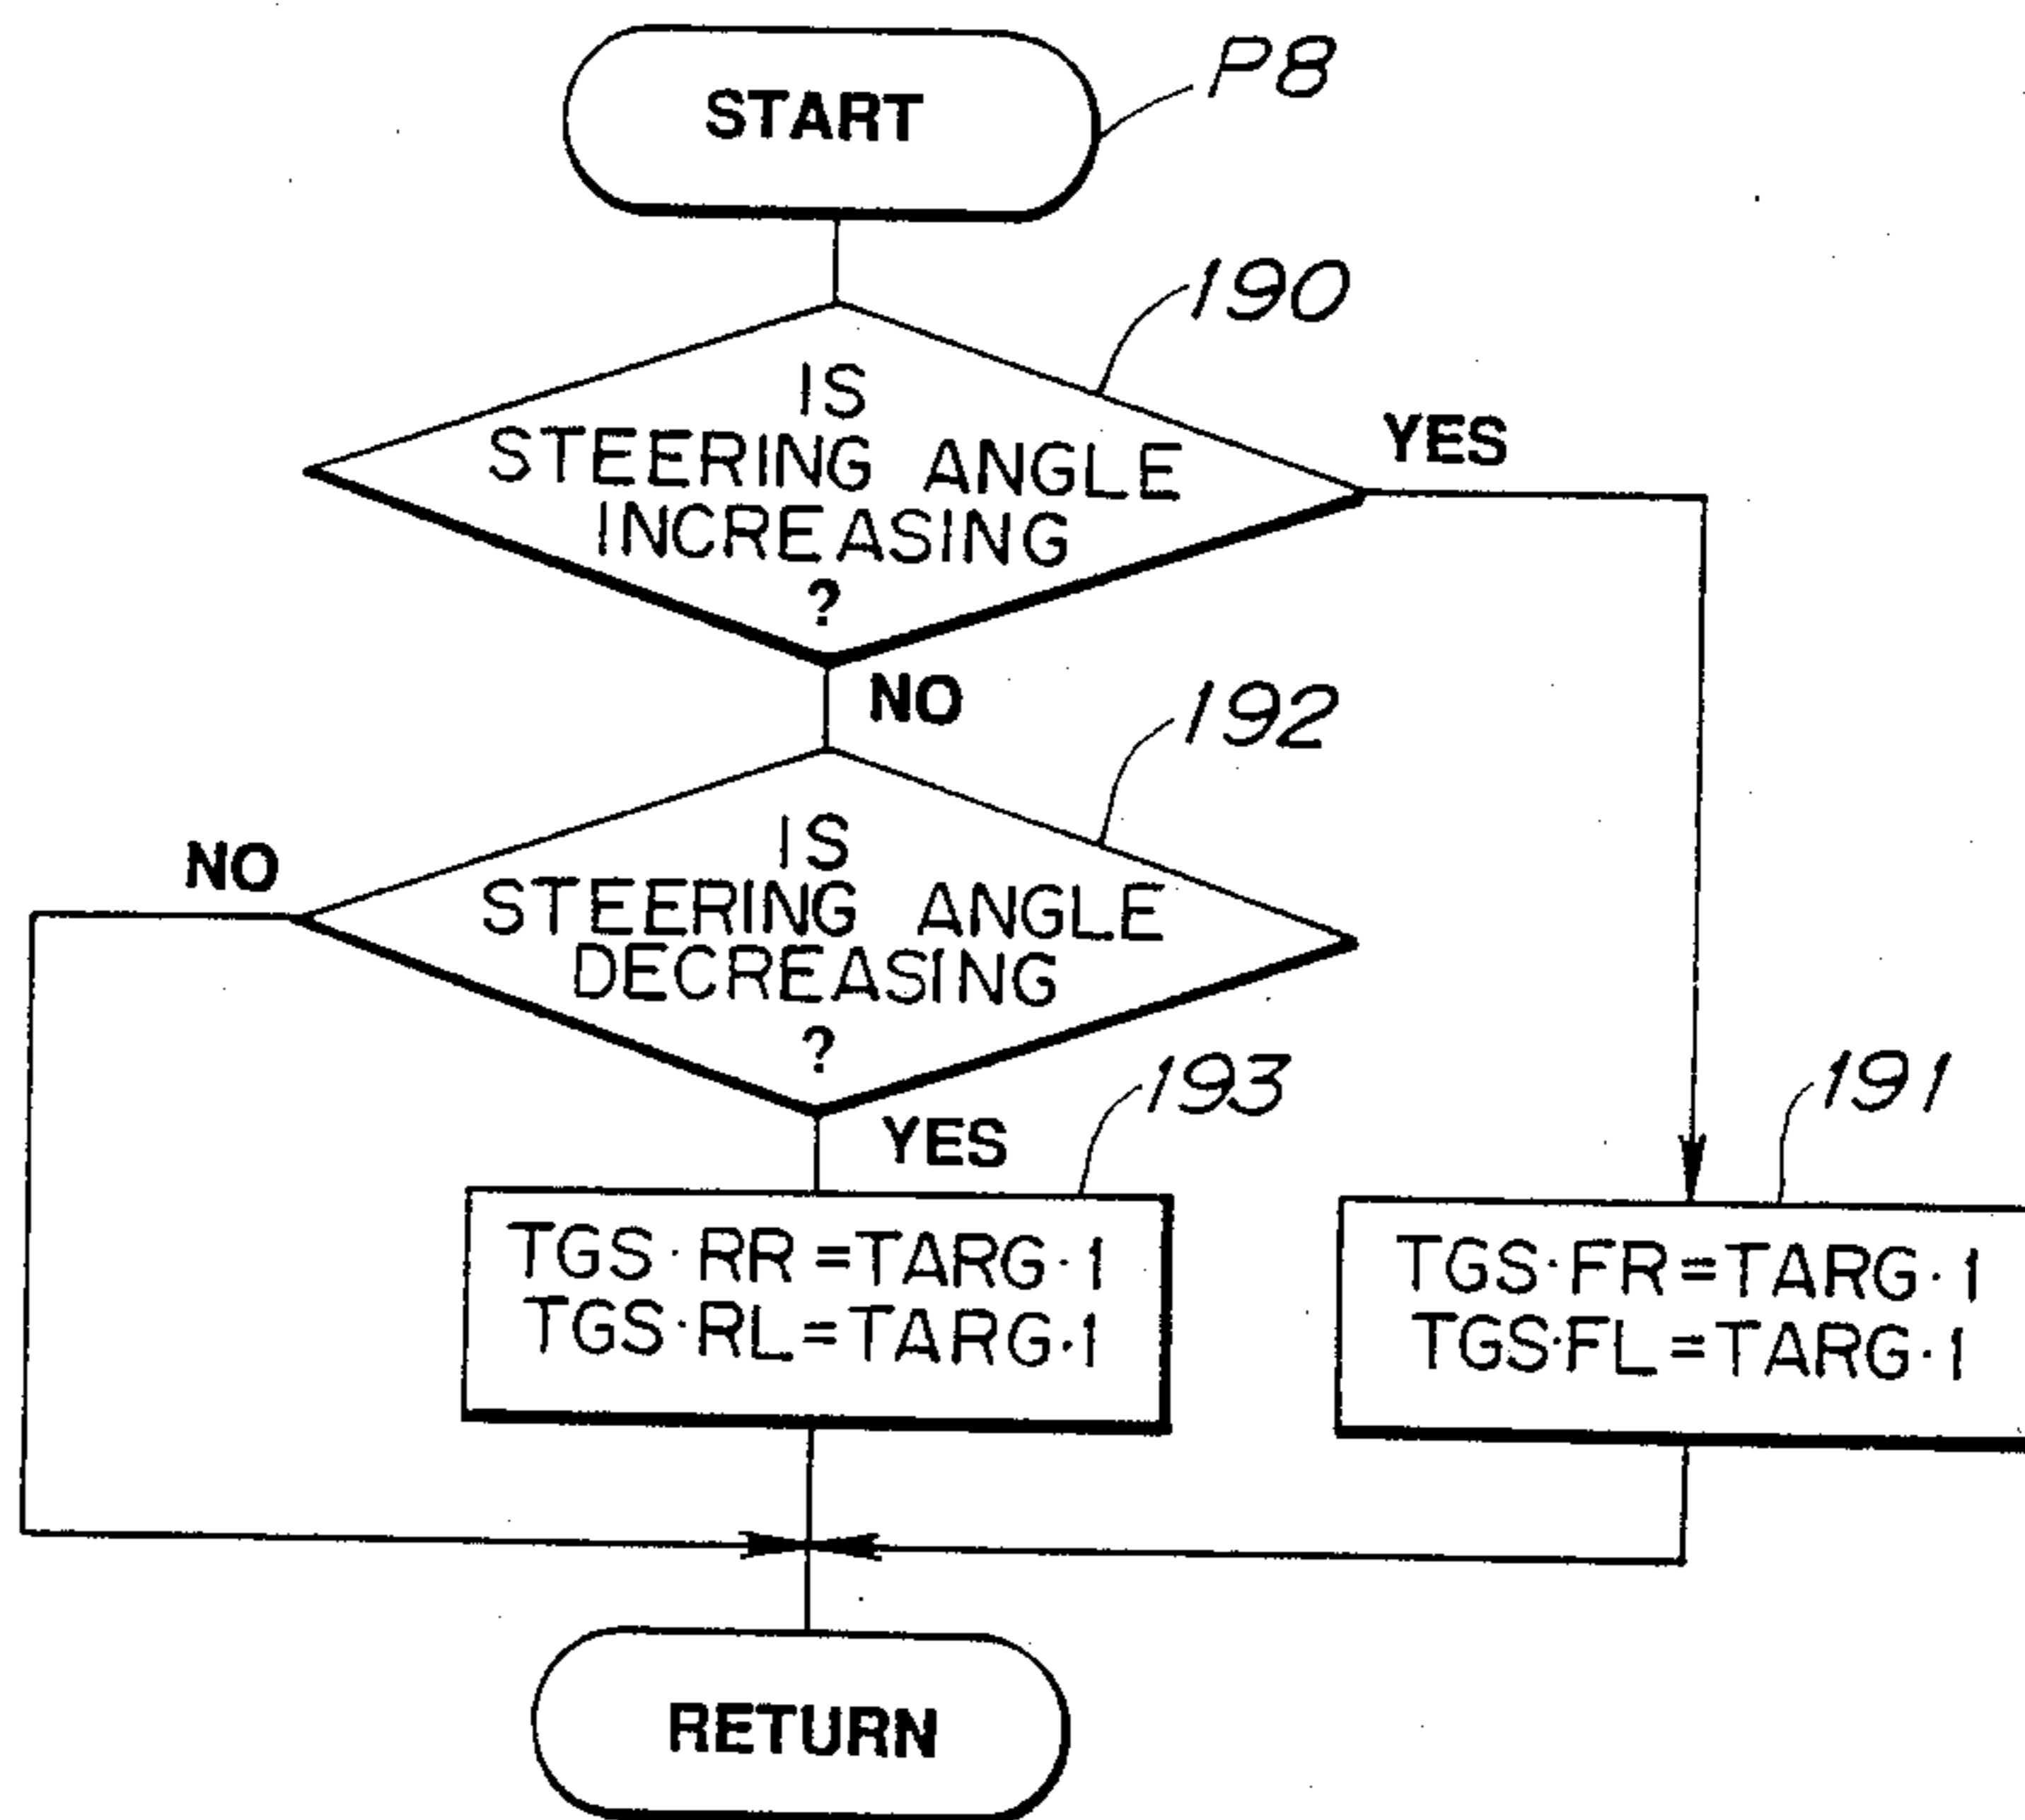 START
P8
190
IS
STEERING ANGLE
INCREASING
?
YES
NO
192
IS
STEERING ANGLE
DECREASING
?
NO
YES
193
191
TGS·RR=TARG·1
TGS·RL=TARG·1
TGS·FR=TARG·1
TGS·FL=TARG·1
RETURN